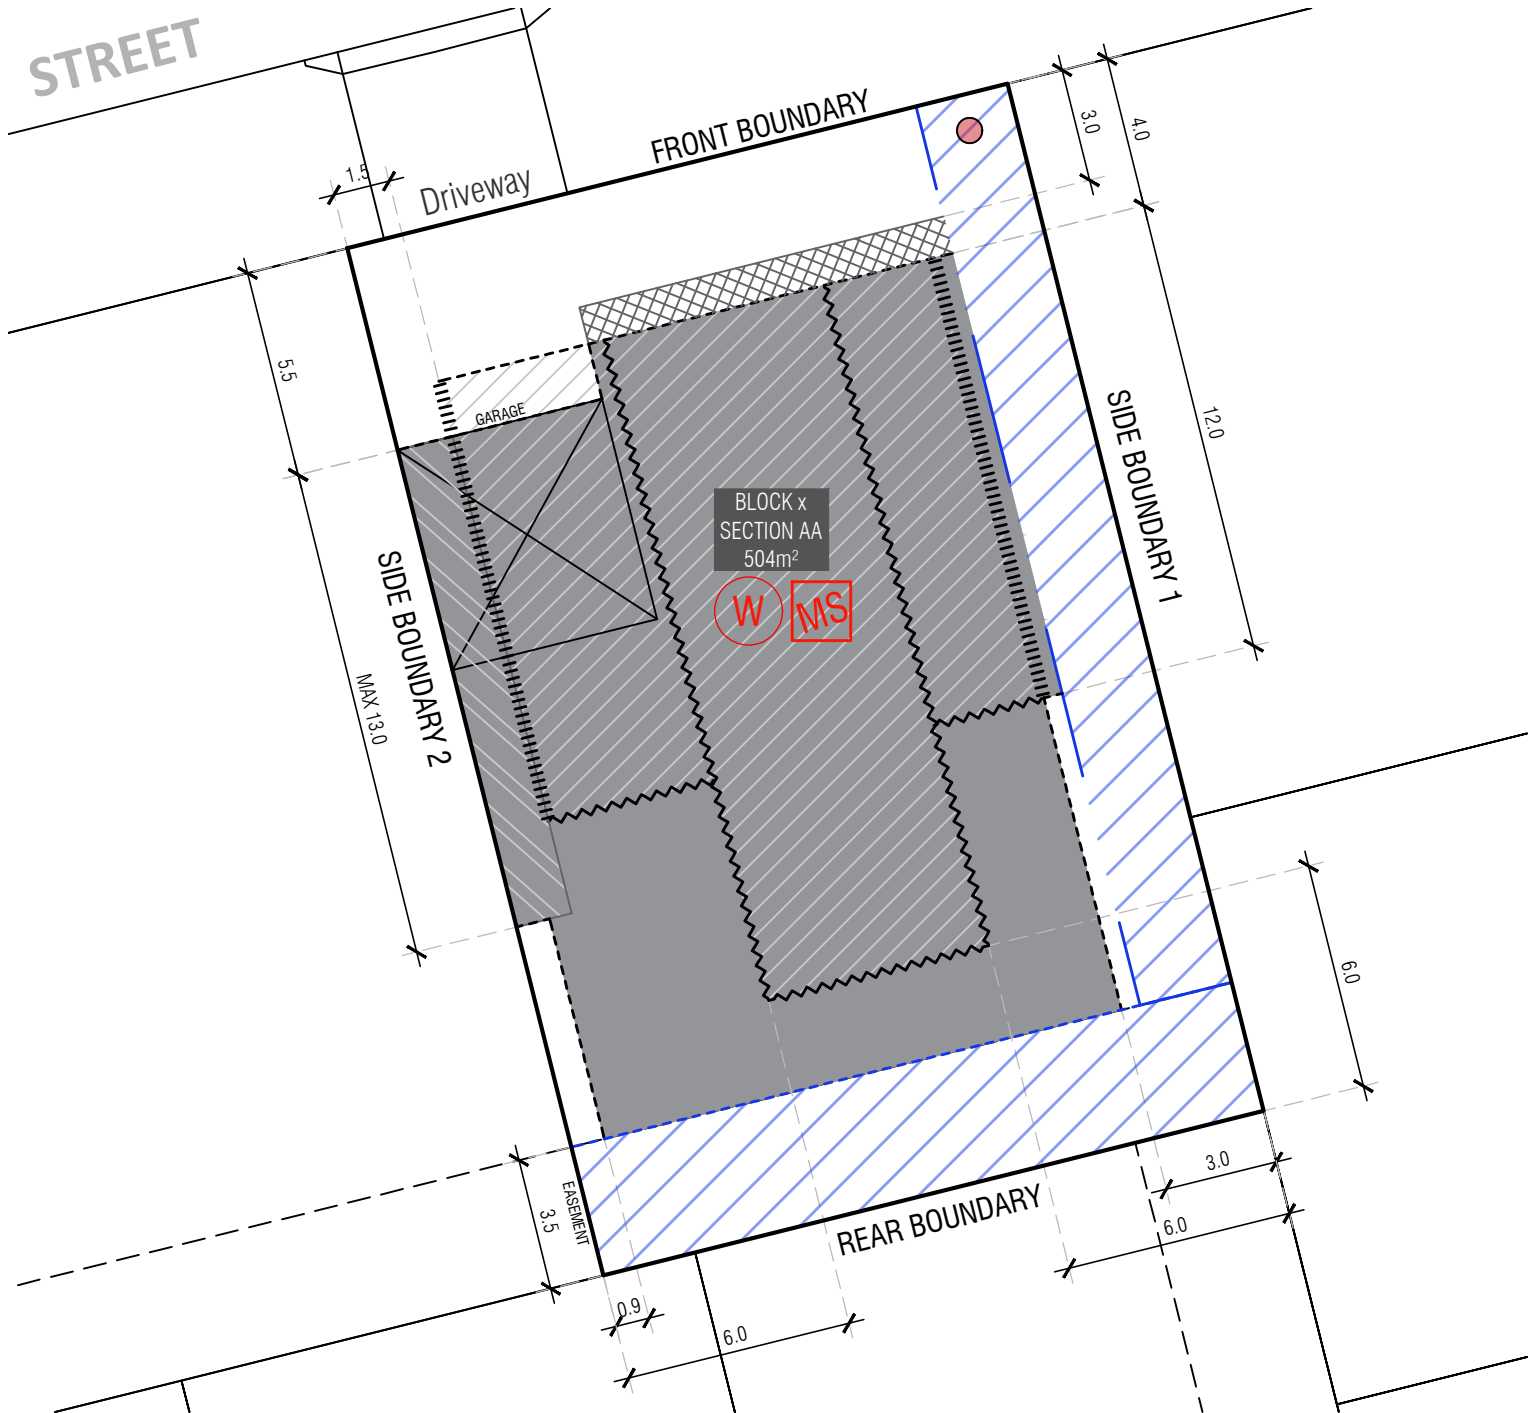 STREET
FRONT BOUNDARY
3.0
4.0
1.5
Driveway
5.5
GARAGE
SIDE BOUNDARY 1
12.0
BLOCK x
SECTION AA
504m²
W
MS
SIDE BOUNDARY 2
MAX 13.0
6.0
EASEMENT
3.5
REAR BOUNDARY
3.0
6.0
0.9
6.0